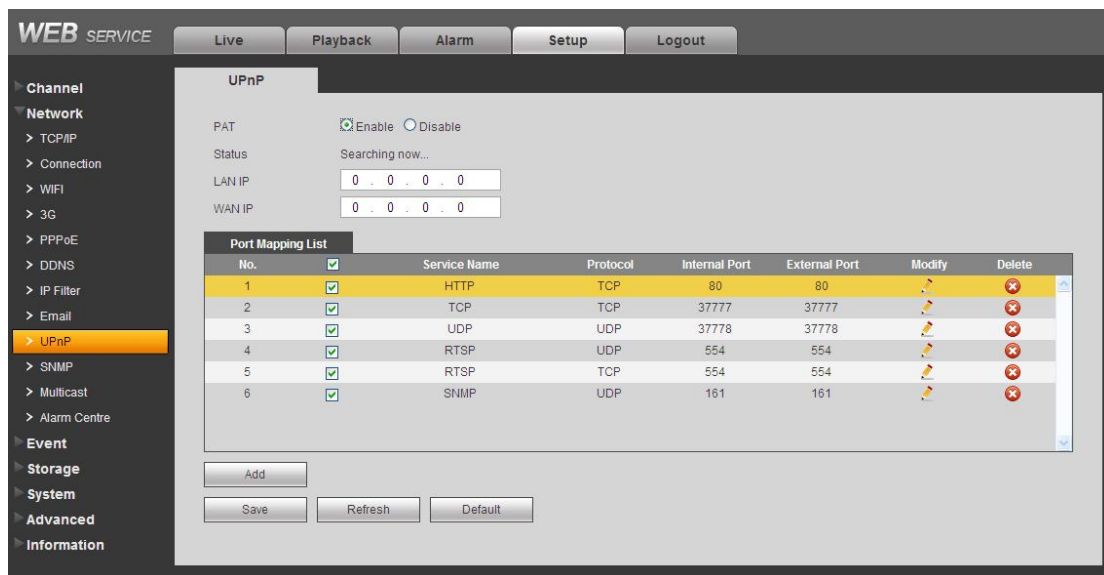 WEB SERVICE
Live Playback Alarm Setup Logout
Channel
Network
> TCP/IP
> Connection
> WIFI
> 3G
> PPPoE
> DDNS
> IP Filter
> Email
> UPnP
> SNMP
> Multicast
> Alarm Centre
Event
Storage
System
Advanced
Information
UPnP
PAT Enable Disable
Status Searching now...
LAN IP 0 . 0 . 0 . 0
WAN IP 0 . 0 . 0 . 0
Port Mapping List
No. Service Name Protocol Internal Port External Port Modify Delete
1 HTTP TCP 80 80
2 TCP TCP 37777 37777
3 UDP UDP 37778 37778
4 RTSP UDP 554 554
5 RTSP TCP 554 554
6 SNMP UDP 161 161
Add
Save Refresh Default